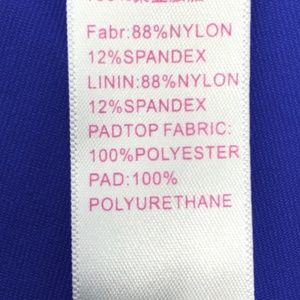 Fabr:88%NYLON
12%SPANDEX
LININ:88%NYLON
12%SPANDEX
PADTOP FABRIC:
100%POLYESTER
PAD:100%
POLYURETHANE